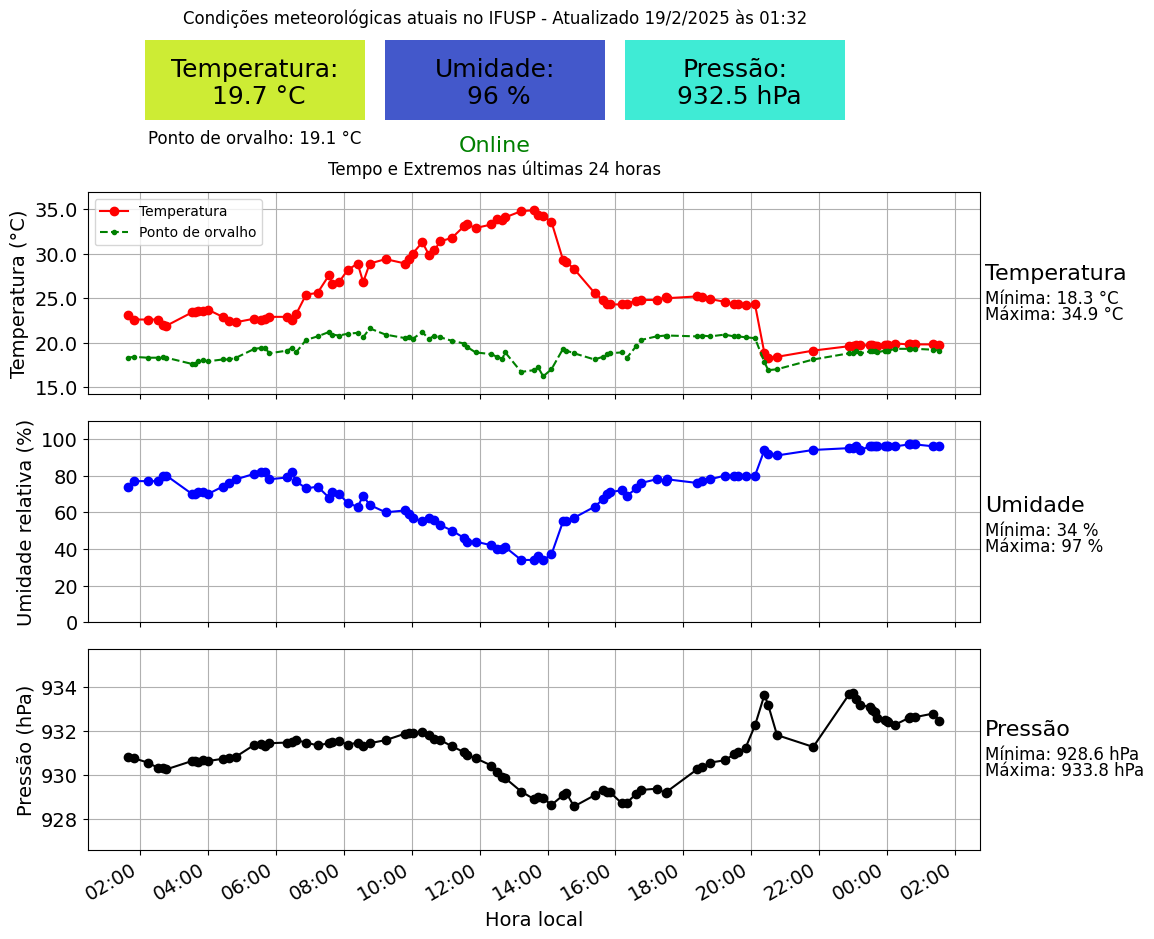 Condições meteorológicas atuais no IFUSP - Atualizado 19/2/2025 às 01:32
Temperatura:
19.7 °C
Umidade:
96 %
Pressão:
932.5 hPa
Ponto de orvalho: 19.1 °C
Online
Tempo e Extremos nas últimas 24 horas
Temperatura (°C)
35.0
30.0
25.0
20.0
15.0
Temperatura
Ponto de orvalho
Temperatura
Mínima: 18.3 °C
Máxima: 34.9 °C
Umidade relativa (%)
100
80
60
40
20
0
Umidade
Mínima: 34 %
Máxima: 97 %
Pressão (hPa)
934
932
930
928
Pressão
Mínima: 928.6 hPa
Máxima: 933.8 hPa
02:00
04:00
06:00
08:00
10:00
12:00
14:00
16:00
18:00
20:00
22:00
00:00
02:00
Hora local